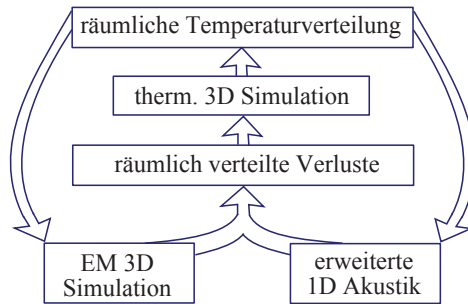 räumliche Temperaturverteilung
therm. 3D Simulation
räumlich verteilte Verluste
EM 3D
Simulation
erweiterte
1D Akustik